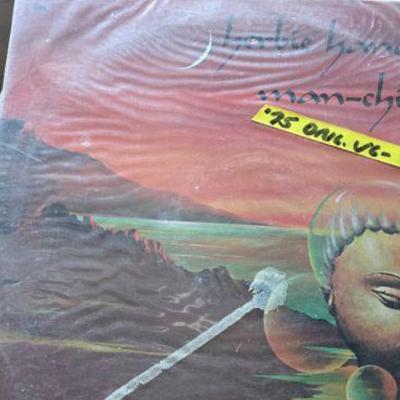 herbie hanc
man-chi
'75 ORIG. VG-